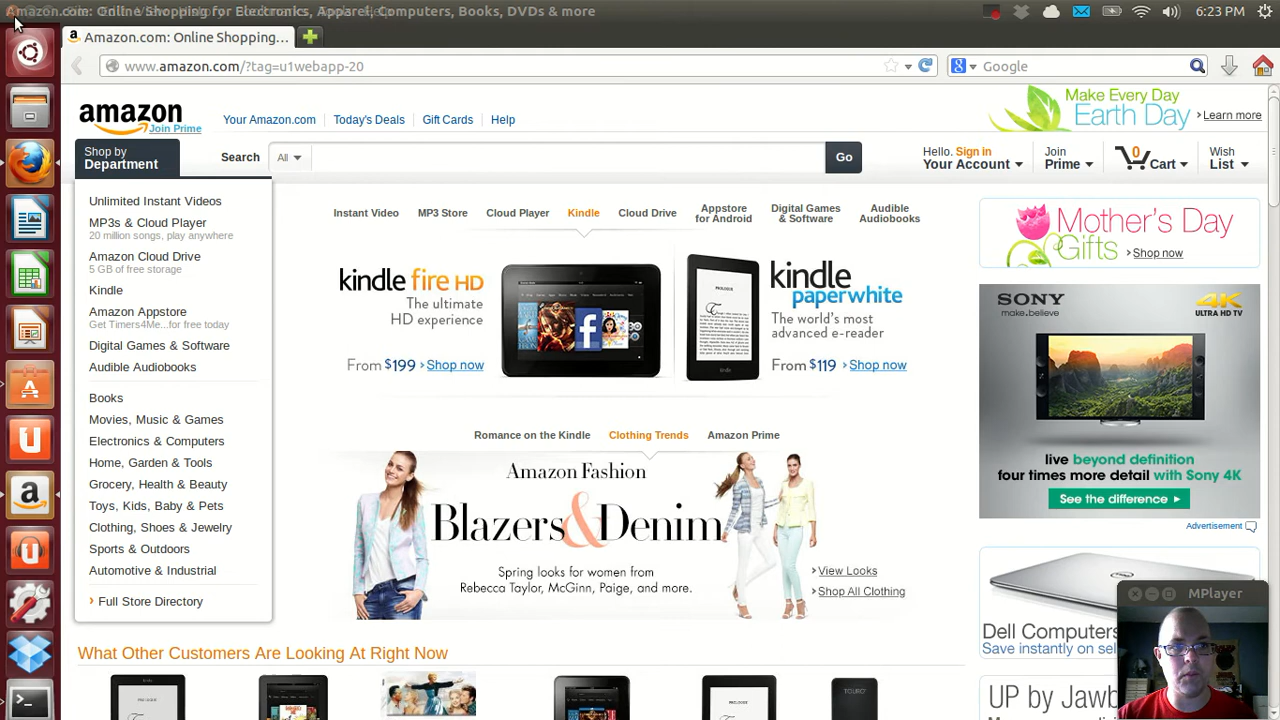 Amazon.com: Online Shopping for Electronics, Apparel, Computers, Books, DVDs & more
6:23 PM
Amazon.com: Online Shopping...
www.amazon.com/?tag=u1webapp-20
Google
amazon
Join Prime
Your Amazon.com
Today's Deals
Gift Cards
Help
MAKE EVERY DAY
EARTH DAY
Learn more
Shop by
Department
Search
All
Go
Hello. Sign in
Your Account
Join
Prime
0
Cart
Wish
List
Unlimited Instant Videos
MP3s & Cloud Player
20 million songs, play anywhere
Amazon Cloud Drive
5 GB of free storage
Kindle
Amazon Appstore
Get Timers4Me...for free today
Digital Games & Software
Audible Audiobooks
Books
Movies, Music & Games
Electronics & Computers
Home, Garden & Tools
Grocery, Health & Beauty
Toys, Kids, Baby & Pets
Clothing, Shoes & Jewelry
Sports & Outdoors
Automotive & Industrial
Full Store Directory
Instant Video
MP3 Store
Cloud Player
Kindle
Cloud Drive
Appstore
for Android
Digital Games
& Software
Audible
Audiobooks
kindle fire HD
The ultimate
HD experience
From $199
Shop now
PROLOGUE
kindle
kindle
paperwhite
The world's most
advanced e-reader
From $119
Shop now
Romance on the Kindle
Clothing Trends
Amazon Prime
Amazon Fashion
Blazers & Denim
Spring looks for women from
Rebecca Taylor, McGinn, Paige, and more.
View Looks
Shop All Clothing
Mother's Day
Gifts
Shop now
SONY
make.believe
4K
ULTRA HD TV
live beyond definition
four times more detail with Sony 4K
See the difference
Advertisement
Dell Computers
Save instantly on sel
MPlayer
UP by Jawb
What Other Customers Are Looking At Right Now
PROLOGUE
PROLOGUE